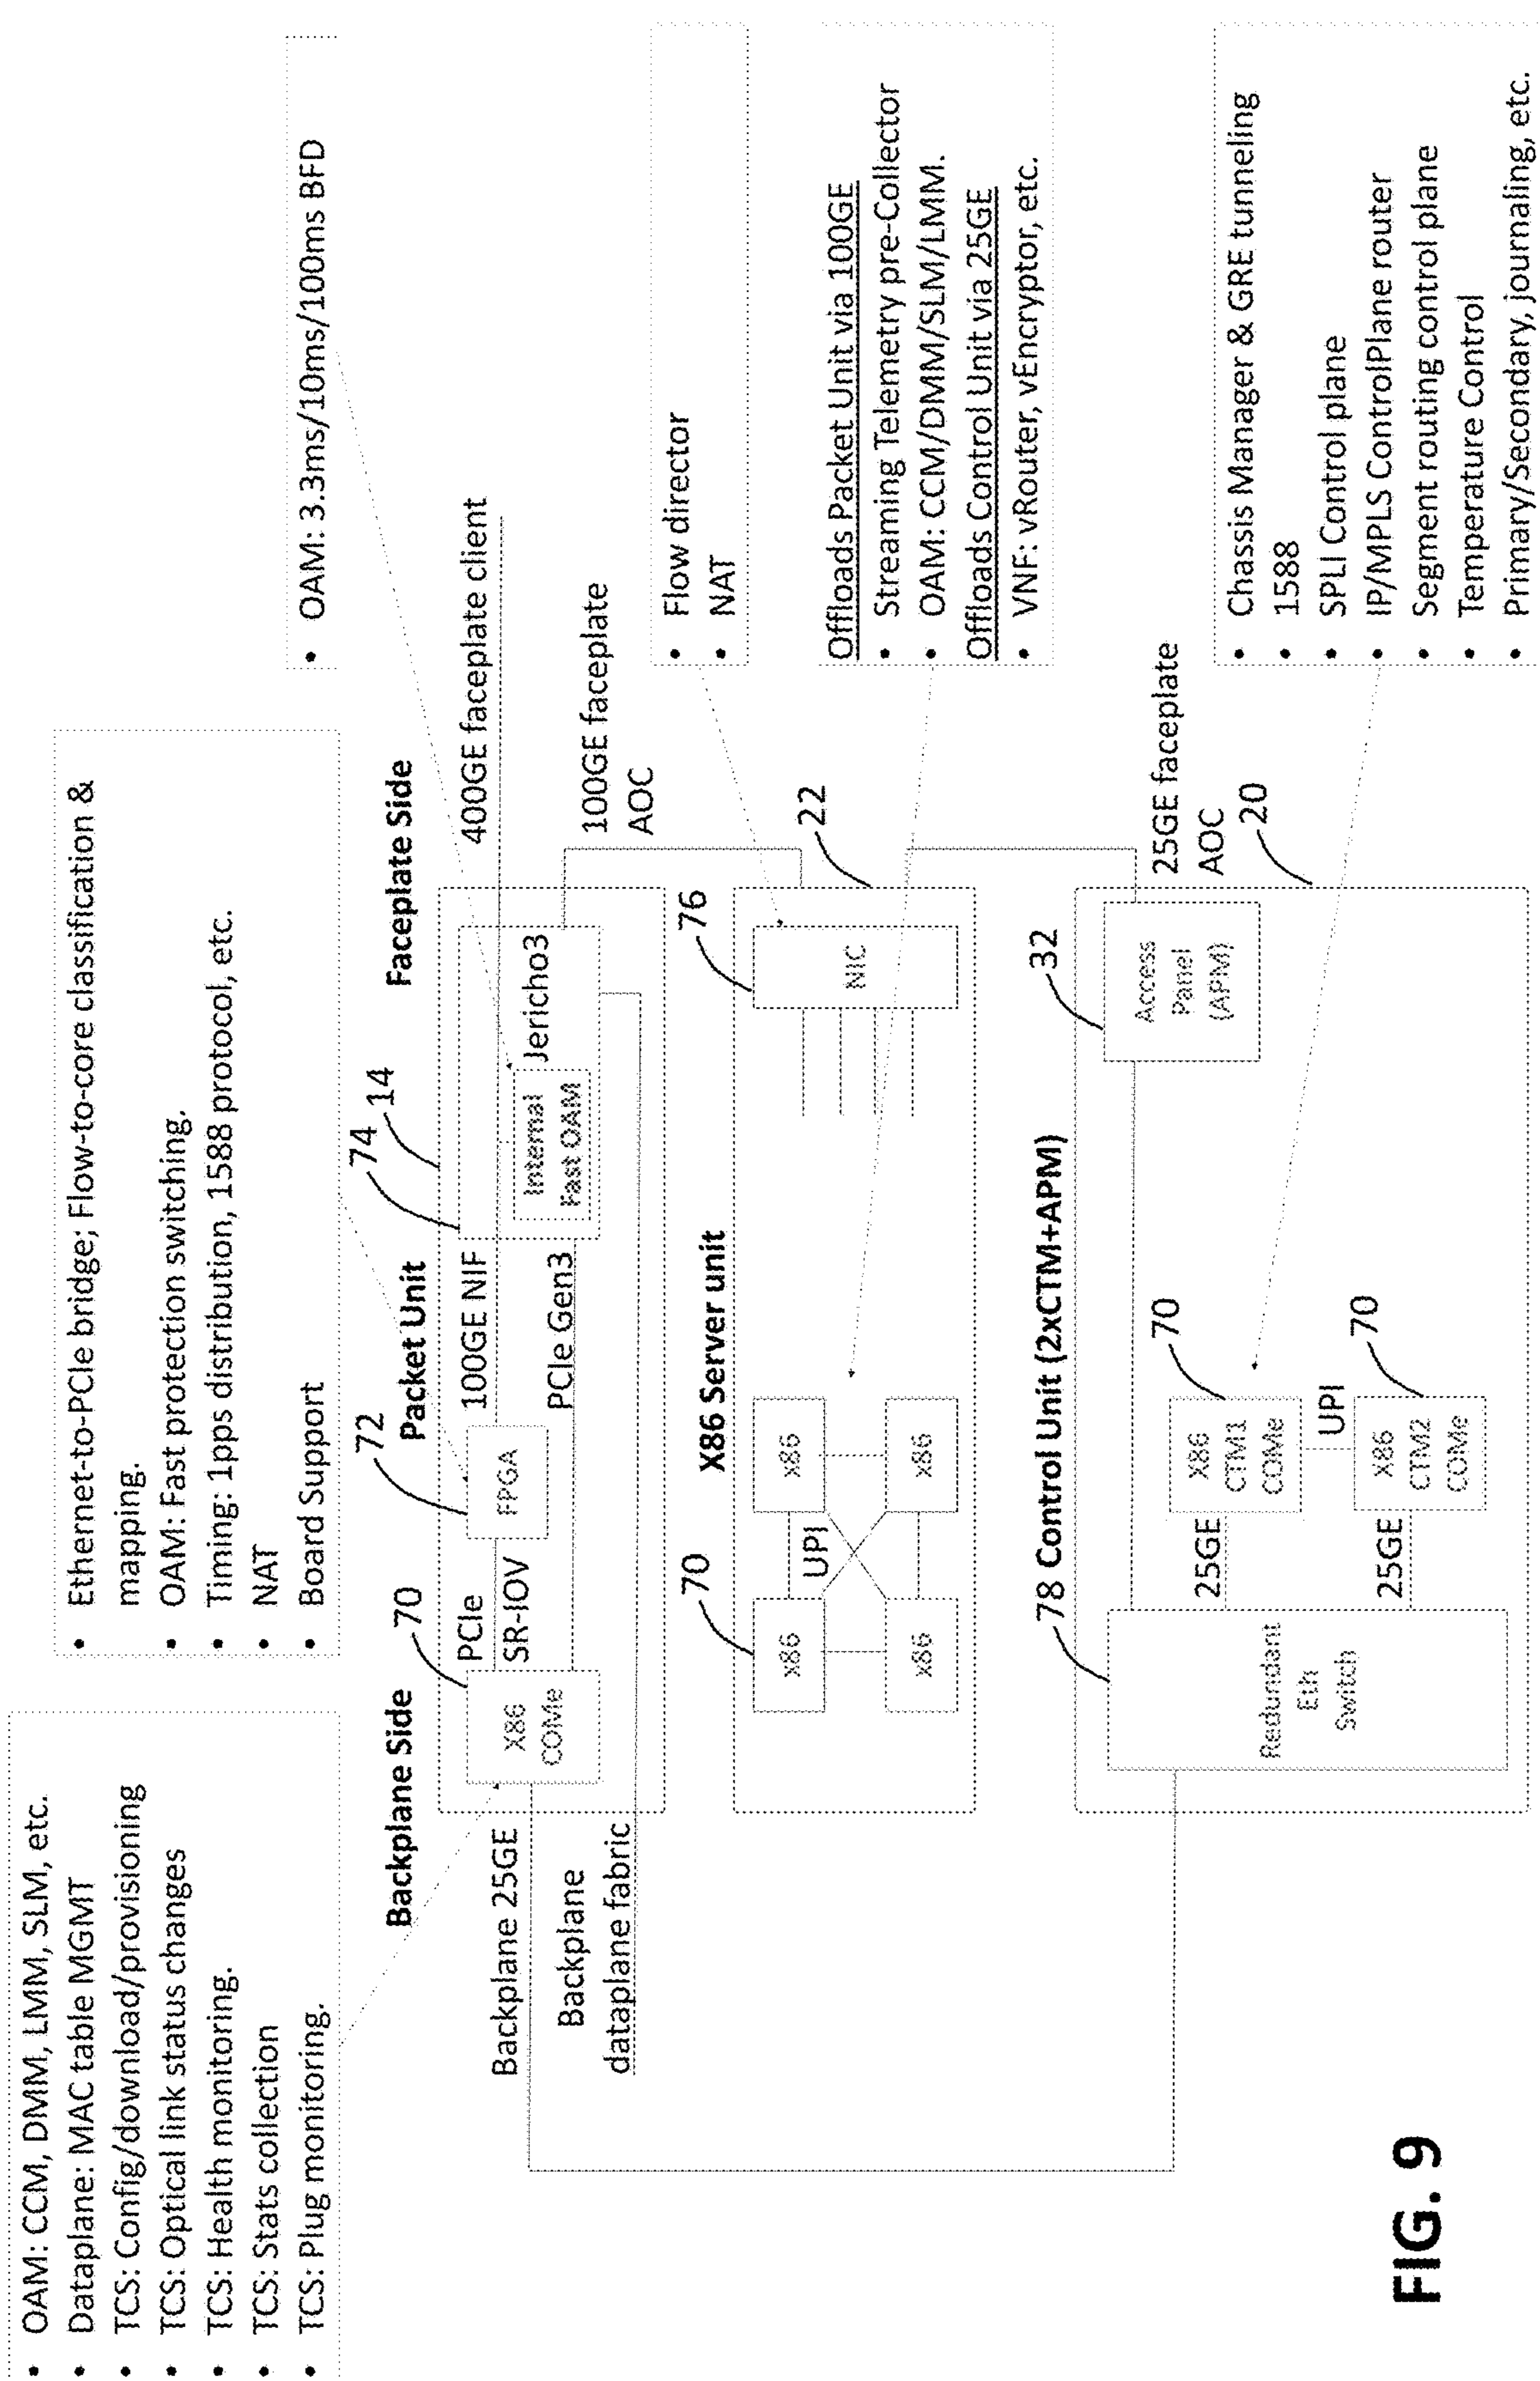 • OAM: CCM, DMM, LMM, SLM, etc.
• Dataplane: MAC table MGMT
• TCS: Config/download/provisioning
• TCS: Optical link status changes
• TCS: Health monitoring.
• TCS: Stats collection
• TCS: Plug monitoring.
• Ethernet-to-PCIe bridge; Flow-to-core classification &
mapping.
• OAM: Fast protection switching.
• Timing: 1pps distribution, 1588 protocol, etc.
• NAT
• Board Support
• OAM: 3.3ms/10ms/100ms BFD
Backplane Side
Packet Unit
Faceplate Side
70
72
74
14
Backplane 25GE
X86
COMe
PCIe
SR-IOV
FPGA
100GE NIF
PCIe Gen3
Internal
Fast OAM
Jericho3
400GE faceplate client
Backplane
dataplane fabric
100GE faceplate
AOC
• Flow director
• NAT
X86 Server unit
70
76
22
X86
X86
UPI
X86
X86
NIC
Offloads Packet Unit via 100GE
• Streaming Telemetry pre-Collector
• OAM: CCM/DMM/SLM/LMM.
Offloads Control Unit via 25GE
• VNF: vRouter, vEncryptor, etc.
78
Control Unit (2xCTM+APM)
32
25GE faceplate
AOC
20
Redundant
Eth
Switch
25GE
X86
CTM1
COMe
70
UPI
25GE
X86
CTM2
COMe
70
Access
Panel
(APM)
• Chassis Manager & GRE tunneling
• 1588
• SPLI Control plane
• IP/MPLS ControlPlane router
• Segment routing control plane
• Temperature Control
• Primary/Secondary, journaling, etc.
FIG. 9